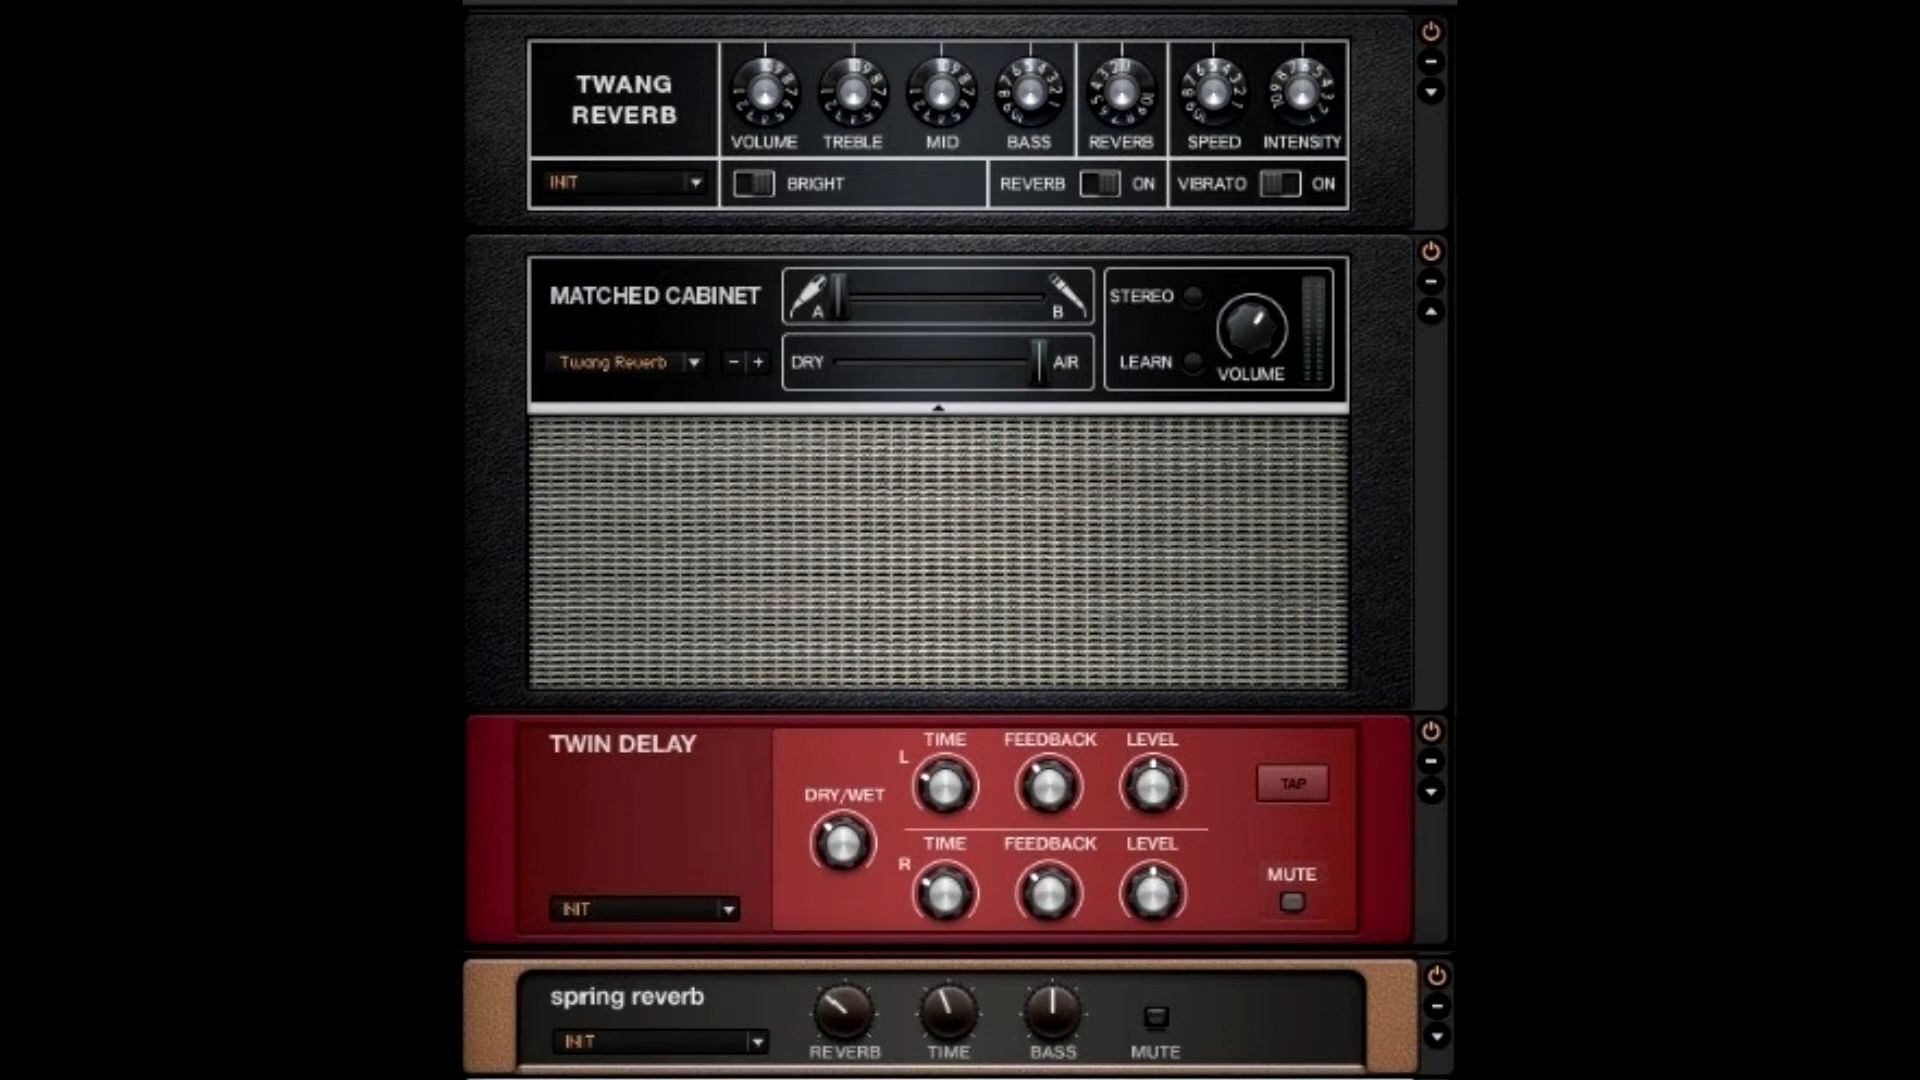 TWANG
REVERB
VOLUME TREBLE MID BASS REVERB SPEED INTENSITY
INIT BRIGHT REVERB ON VIBRATO ON
MATCHED CABINET A B STEREO
Twang Reverb - + DRY AIR LEARN VOLUME
TWIN DELAY
TIME FEEDBACK LEVEL
L
DRY/WET
TAP
TIME FEEDBACK LEVEL
R
MUTE
INIT
spring reverb
INIT
REVERB TIME BASS MUTE